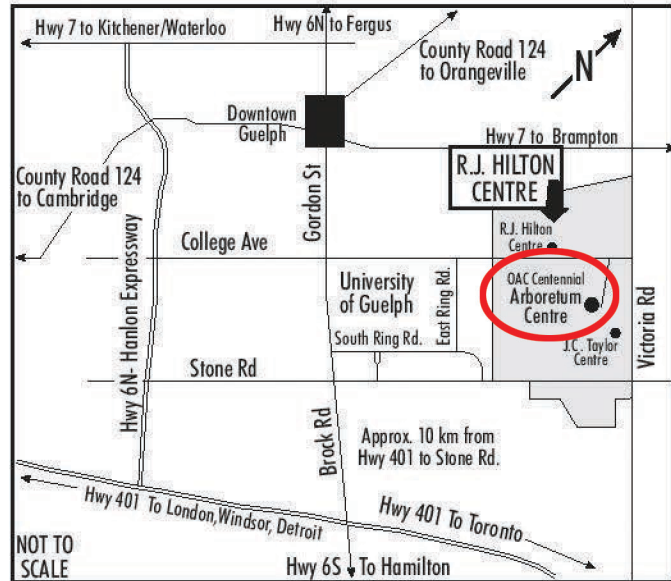 Hwy 7 to Kitchener/Waterloo
Hwy 6N to Fergus
County Road 124
to Orangeville
N
Downtown
Guelph
Hwy 7 to Brampton
R.J. HILTON
CENTRE
County Road 124
to Cambridge
Gordon St
R.J. Hilton
Centre
College Ave
Hwy 6N- Hanlon Expressway
University
of Guelph
East Ring Rd.
OAC Centennial
Arboretum
Centre
Victoria Rd
South Ring Rd.
J.C. Taylor
Centre
Stone Rd
Brock Rd
Approx. 10 km from
Hwy 401 to Stone Rd.
Hwy 401 To London,Windsor, Detroit
Hwy 401 To Toronto
NOT TO
SCALE
Hwy 6S To Hamilton